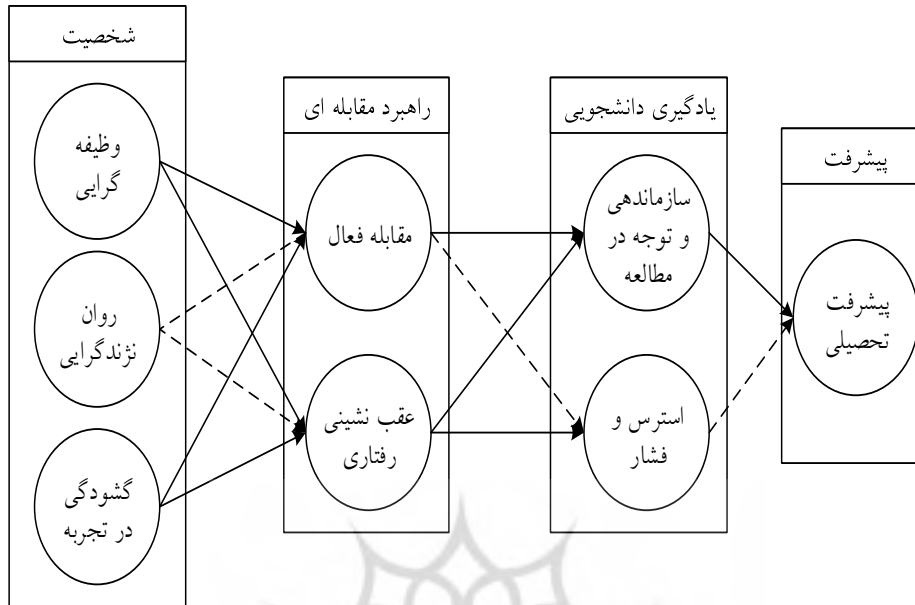 شخصیت
وظیفه
گرایی
روان
نژندگرایی
گشودگی
در تجربه
راهبرد مقابله ای
مقابله فعال
عقب نشینی
رفتاری
یادگیری دانشجویی
سازماندهی
و توجه در
مطالعه
استرس و
فشار
پیشرفت
پیشرفت
تحصیلی